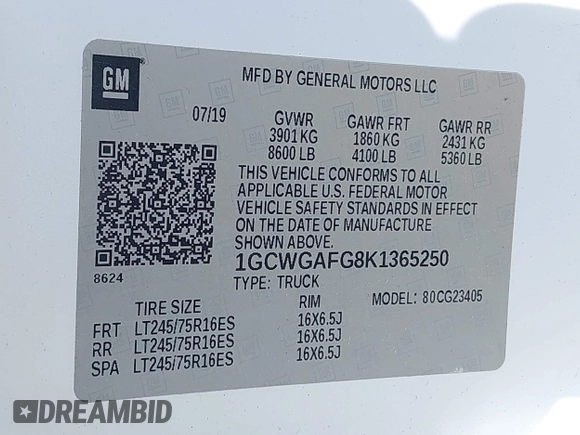 GM
MFD BY GENERAL MOTORS LLC
07/19 GVWR GAWR FRT GAWR RR
3901 KG 1860 KG 2431 KG
8600 LB 4100 LB 5360 LB
THIS VEHICLE CONFORMS TO ALL
APPLICABLE U.S. FEDERAL MOTOR
VEHICLE SAFETY STANDARDS IN EFFECT
ON THE DATE OF MANUFACTURE
SHOWN ABOVE.
8624
1GCWGAFG8K1365250
TYPE: TRUCK MODEL: 80CG23405
TIRE SIZE RIM
FRT LT245/75R16ES 16X6.5J
RR LT245/75R16ES 16X6.5J
SPA LT245/75R16ES 16X6.5J
DREAMBID